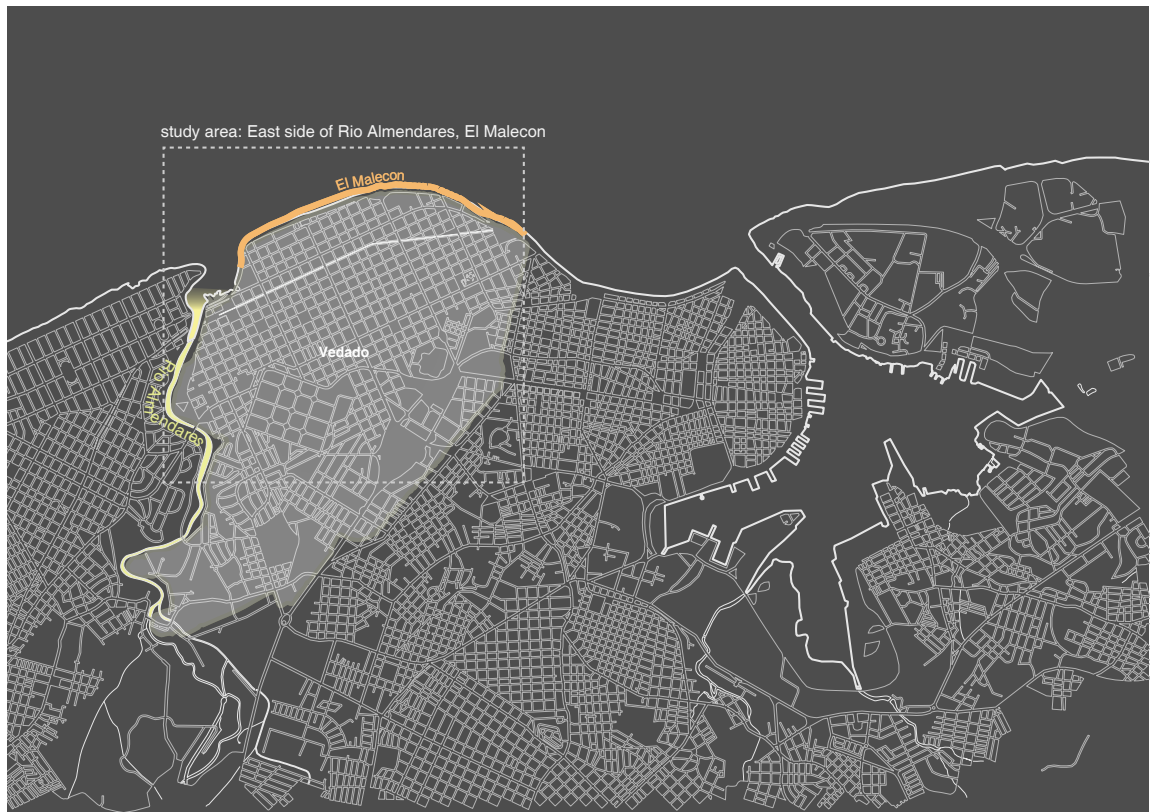 study area: East side of Rio Almendares, El Malecon
El Malecon
Vedado
Rio Almendares